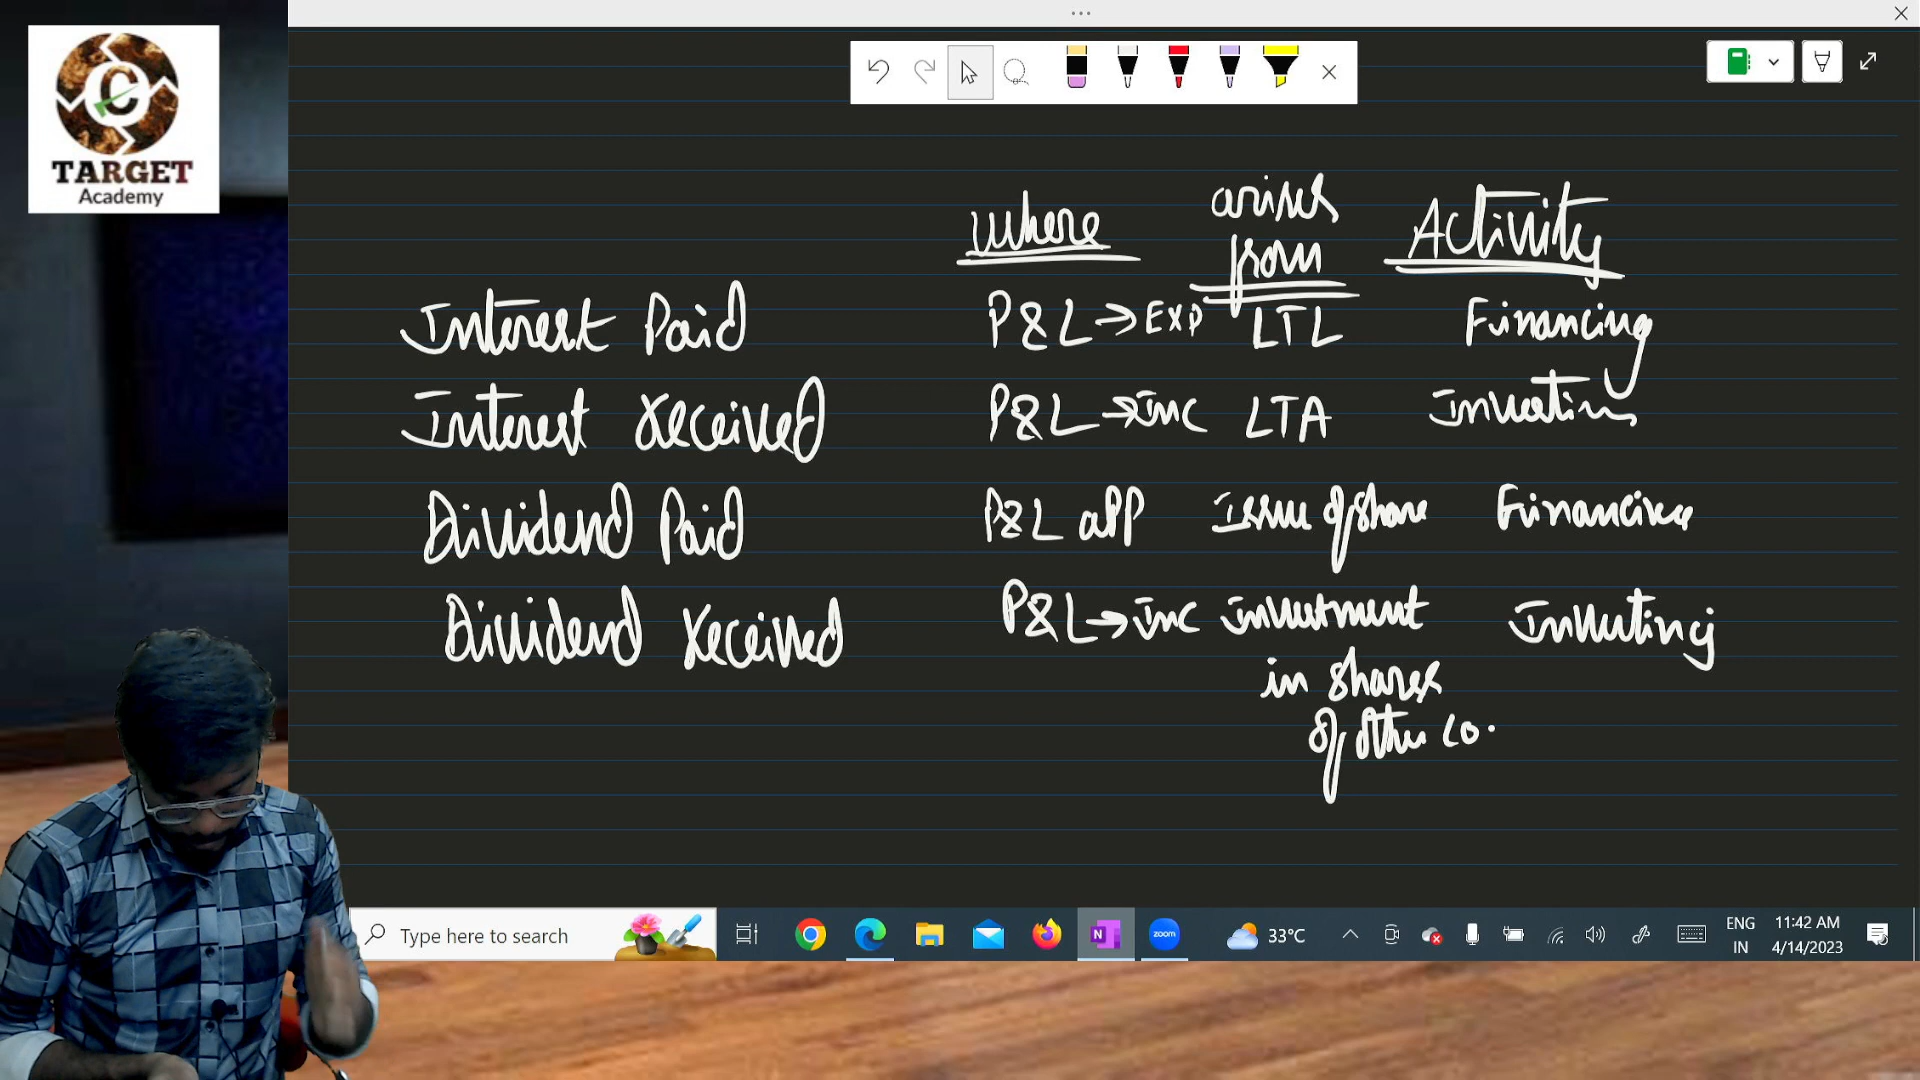 TARGET
Academy
where
arises
from
Activity
Interest Paid
P&L → EXP
LTL
Financing
Interest received
P&L → inc
LTA
Investing
Dividend Paid
P&L app
Issue of share
Financing
Dividend received
P&L → inc
investment
in shares
of other co.
Investing
Type here to search
zoom
33°C
ENG
IN
11:42 AM
4/14/2023